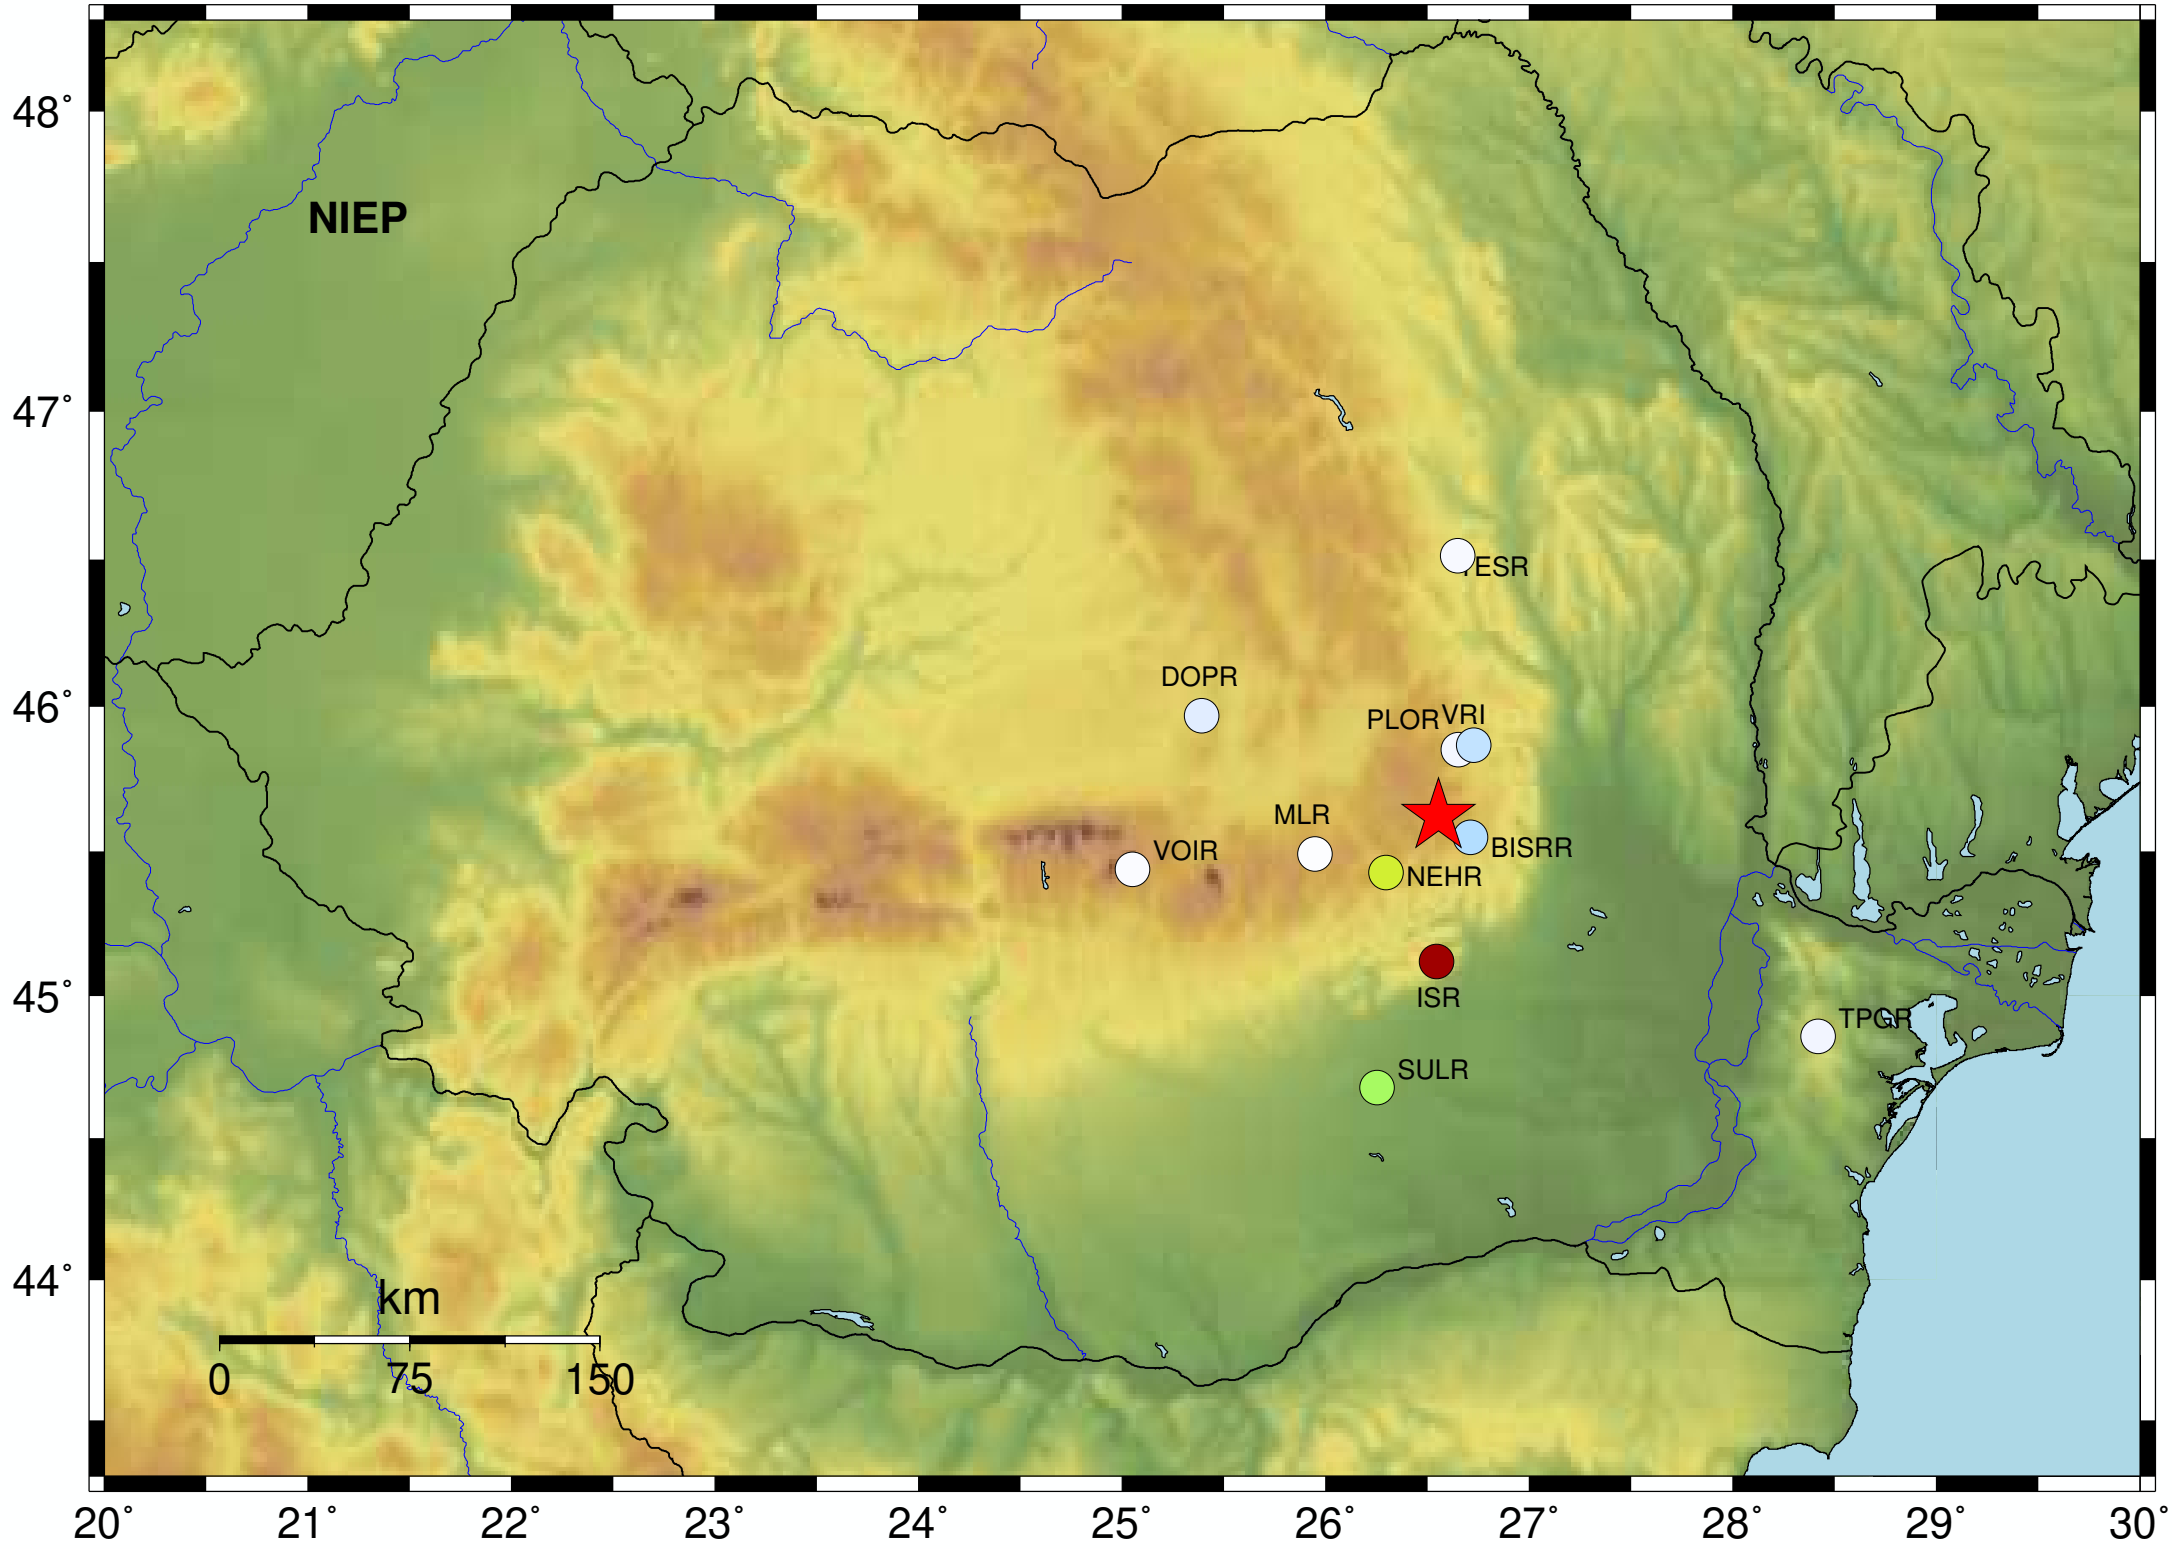 48°
NIEP
47°
TESR
DOPR
46°
PLOR VRI
MLR
VOIR
BISRR
NEHR
45°
ISR
TPGR
SULR
44°
km
0 75 150
20° 21° 22° 23° 24° 25° 26° 27° 28° 29° 30°